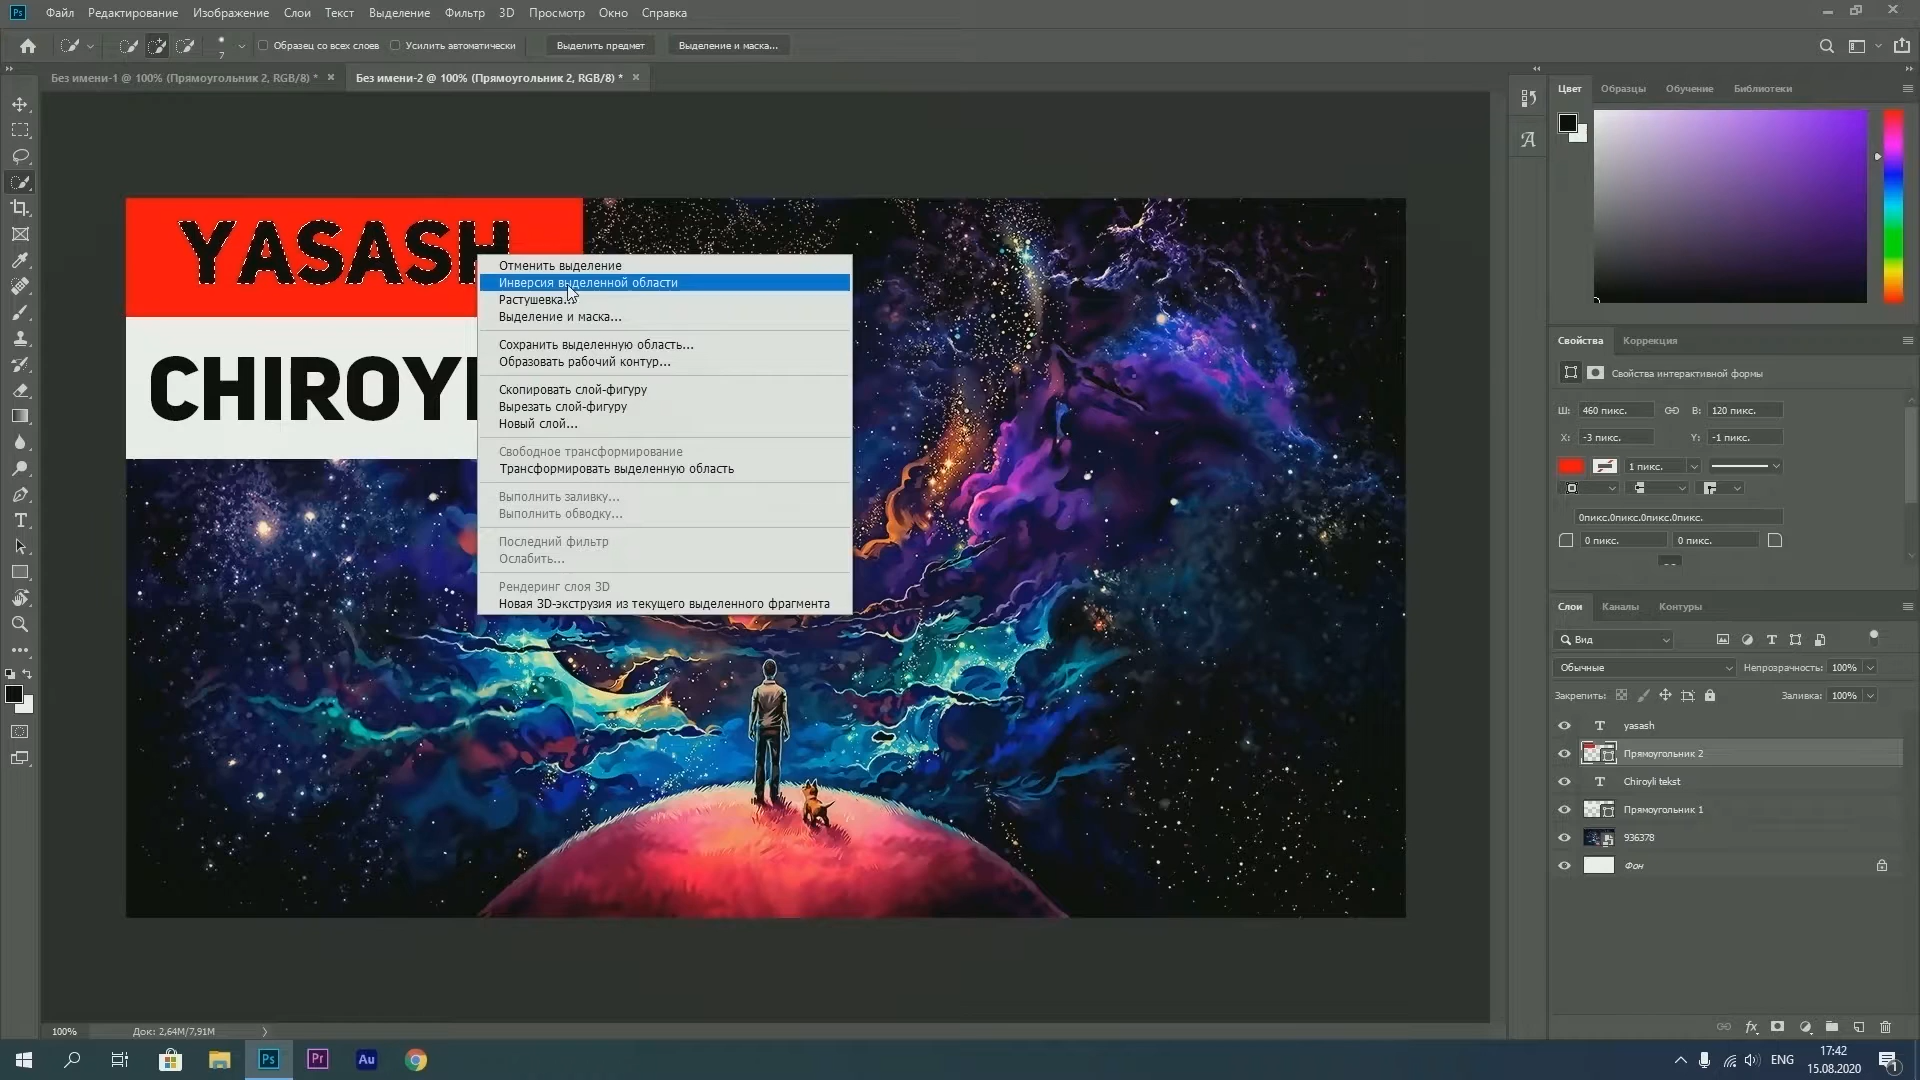 Ps Файл Редактирование Изображение Слои Текст Выделение Фильтр 3D Просмотр Окно Справка
7 Образец со всех слоев Усилить автоматически Выделить предмет Выделение и маска...
Без имени-1 @ 100% (Прямоугольник 2, RGB/8) * × Без имени-2 @ 100% (Прямоугольник 2, RGB/8) * ×
Цвет Образцы Обучение Библиотеки
YASASH
CHIROYL
Отменить выделение
Инверсия выделенной области
Растушевка...
Выделение и маска...
Сохранить выделенную область...
Образовать рабочий контур...
Скопировать слой-фигуру
Вырезать слой-фигуру
Новый слой...
Свободное трансформирование
Трансформировать выделенную область
Выполнить заливку...
Выполнить обводку...
Последний фильтр
Ослабить...
Рендеринг слоя 3D
Новая 3D-экструзия из текущего выделенного фрагмента
Свойства Коррекция
Свойства интерактивной формы
Ш: 460 пикс. В: 120 пикс.
X: -3 пикс. Y: -1 пикс.
1 пикс.
0пикс.0пикс.0пикс.0пикс.
0 пикс. 0 пикс.
Слои Каналы Контуры
Вид
Обычные Непрозрачность: 100%
Закрепить: Заливка: 100%
yasash
Прямоугольник 2
Chiroyli tekst
Прямоугольник 1
936378
Фон
100% Док: 2,64M/7,91M
Ps Pr Au
ENG 17:42
15.08.2020
1